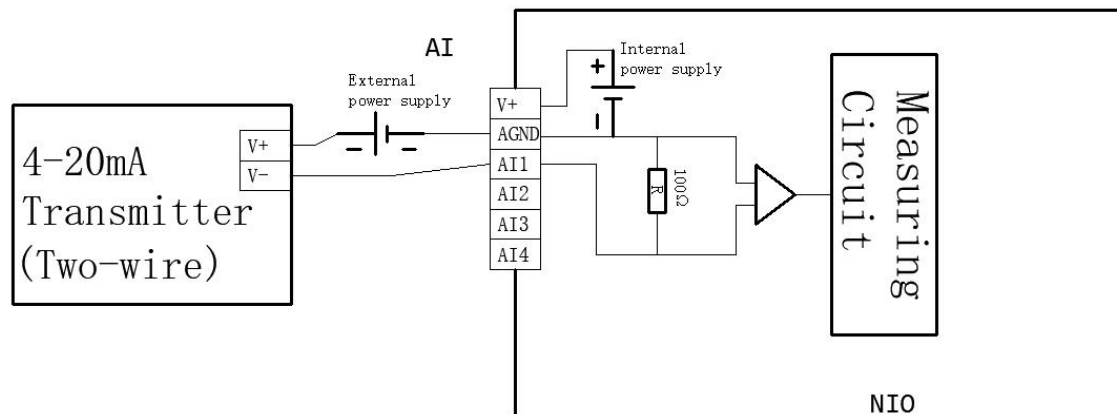 AI
External
power supply
Internal
power supply
+
-
V+
AGND
AI1
AI2
AI3
AI4
V+
V-
- -
4-20mA
Transmitter
(Two-wire)
100Ω
R
Measuring
Circuit
NIO